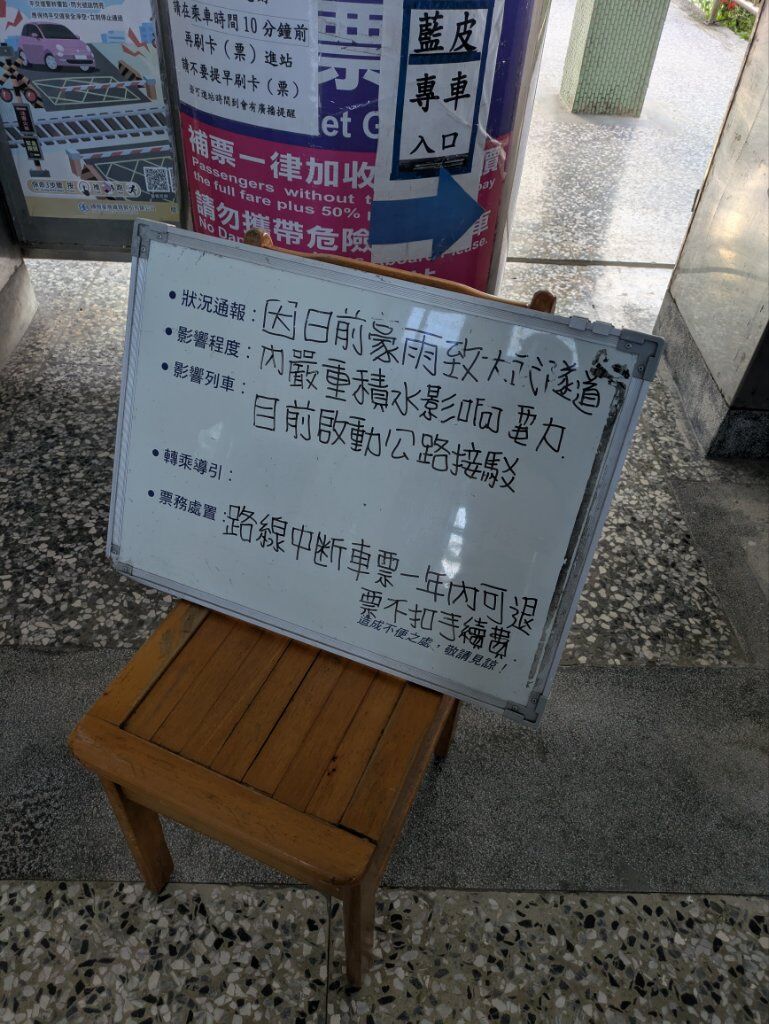 請在乘車時間10分鐘前
再刷卡(票)進站
請不要提早刷卡(票)
藍皮
專車
入口
票
補票一律加收
Passengers without
the full fare plus 50%
請勿攜帶危險
• 狀況通報：因日前豪雨致大武隧道
• 影響程度：內嚴重積水影响電力
• 影響列車：目前啟動公路接駁
• 轉乘導引：
• 票務處置：路線中斷車票一年內可退
票不扣手續費
造成不便之處，敬請見諒！